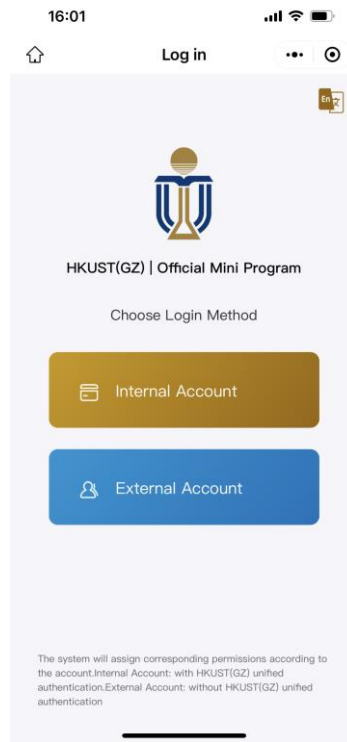 16:01
Log in
En 文
HKUST(GZ) | Official Mini Program
Choose Login Method
Internal Account
External Account
The system will assign corresponding permissions according to
the account.Internal Account: with HKUST(GZ) unified
authentication.External Account: without HKUST(GZ) unified
authentication